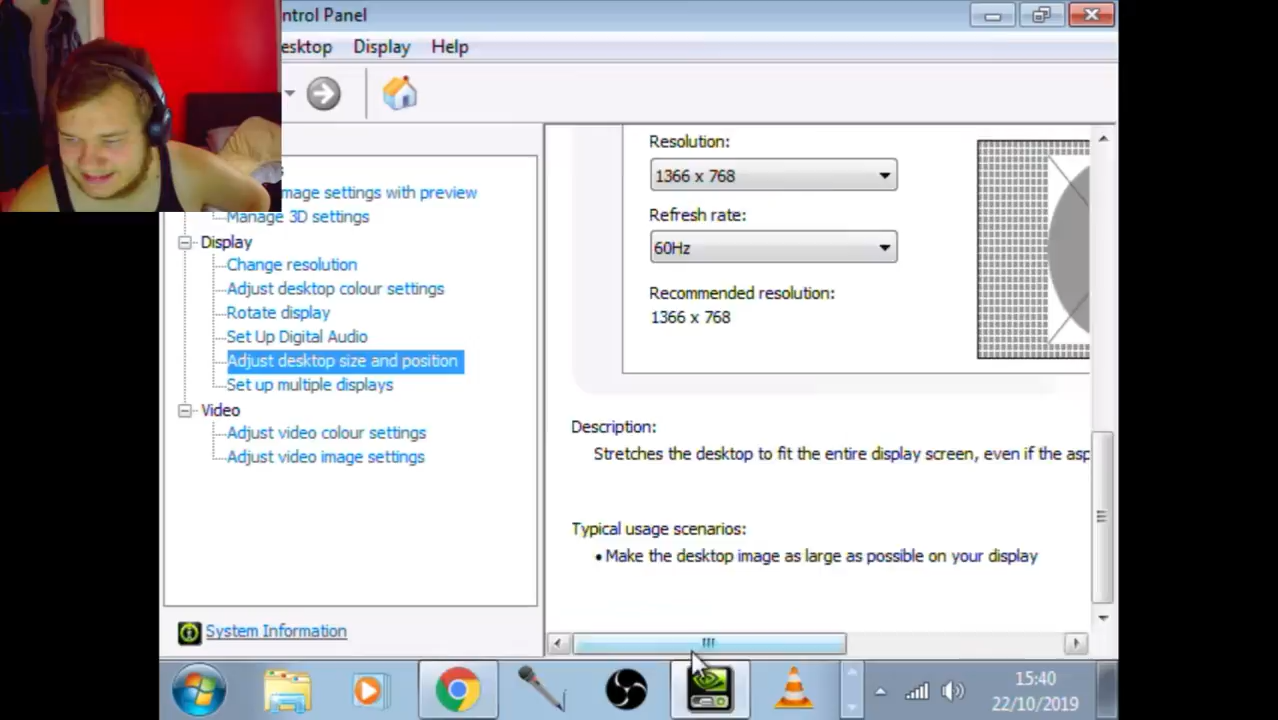 ntrol Panel
esktop Display Help
mage settings with preview
Manage 3D settings
Display
Change resolution
Adjust desktop colour settings
Rotate display
Set Up Digital Audio
Adjust desktop size and position
Set up multiple displays
Video
Adjust video colour settings
Adjust video image settings
System Information
Resolution:
1366 x 768
Refresh rate:
60Hz
Recommended resolution:
1366 x 768
Description:
Stretches the desktop to fit the entire display screen, even if the asp
Typical usage scenarios:
• Make the desktop image as large as possible on your display
15:40
22/10/2019